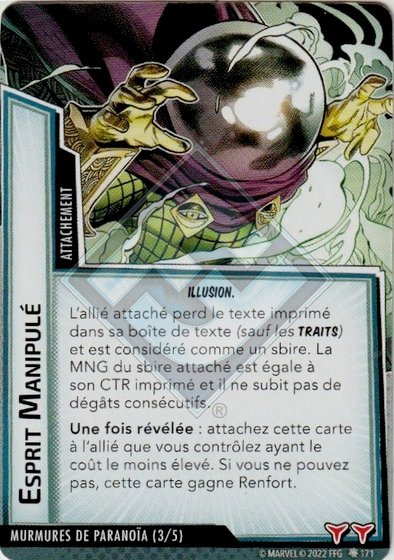 ATTACHEMENT
ESPRIT MANIPULÉ
ILLUSION.
L'allié attaché perd le texte imprimé
dans sa boîte de texte (sauf les TRAITS)
et est considéré comme un sbire. La
MNG du sbire attaché est égale à
son CTR imprimé et il ne subit pas de
dégâts consécutifs.
Une fois révélée : attachez cette carte
à l'allié que vous contrôlez ayant le
coût le moins élevé. Si vous ne pouvez
pas, cette carte gagne Renfort.
MURMURES DE PARANOÏA (3/5)
© MARVEL © 2022 FFG 171
®